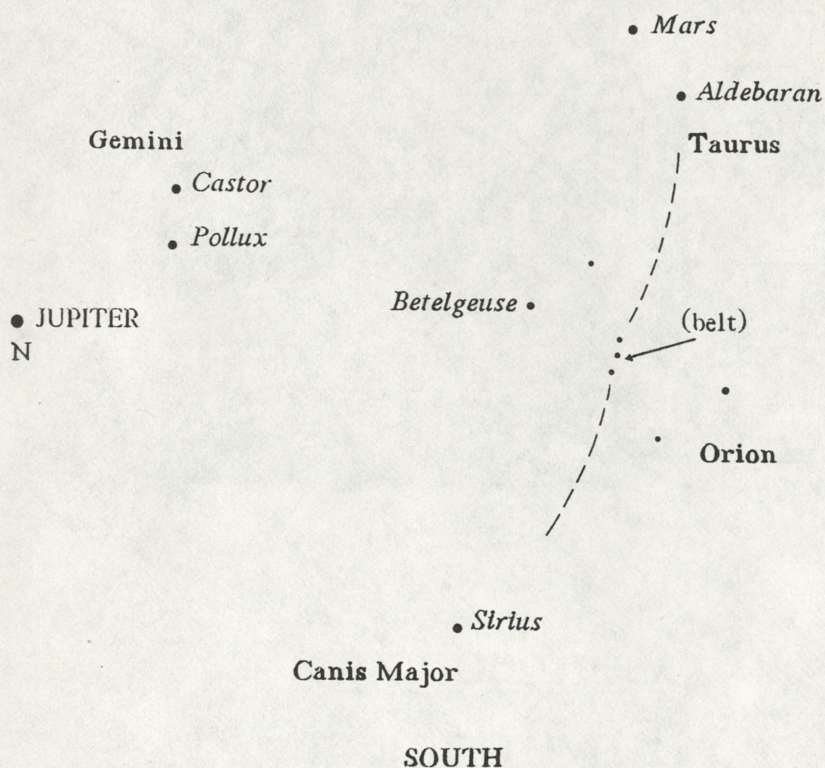 Mars
Aldebaran
Gemini
Taurus
Castor
Pollux
Betelgeuse
JUPITER
(belt)
N
Orion
Sirius
Canis Major
SOUTH